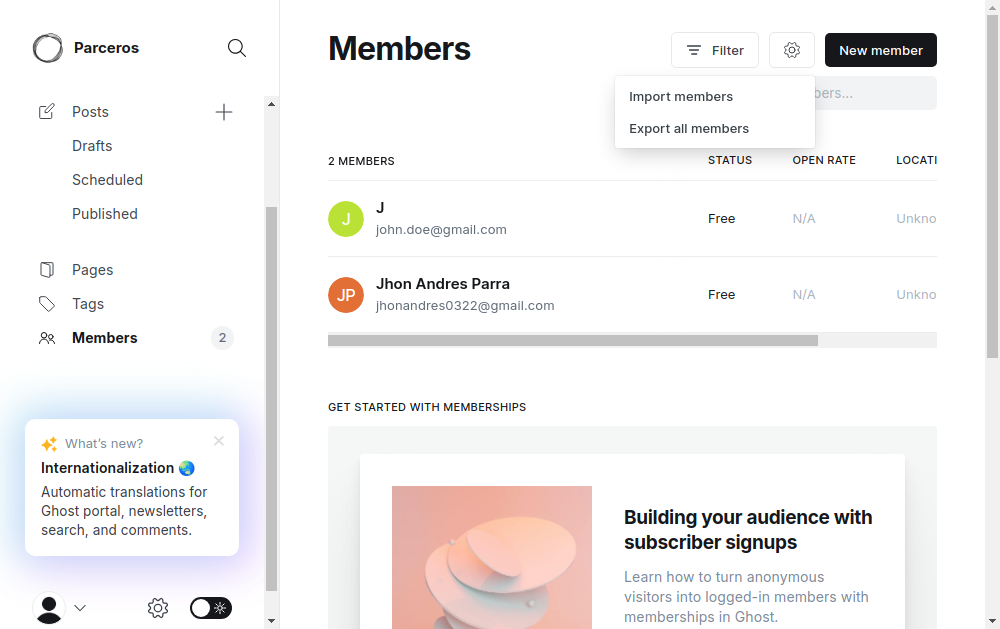 Parceros
Posts
Drafts
Scheduled
Published
Pages
Tags
Members
2
What's new?
Internationalization
Automatic translations for
Ghost portal, newsletters,
search, and comments.
Members
Filter
New member
Import members
Export all members
2 MEMBERS
STATUS
OPEN RATE
LOCATI
J
J
john.doe@gmail.com
Free
N/A
Unkno
JP
Jhon Andres Parra
jhonandres0322@gmail.com
Free
N/A
Unkno
GET STARTED WITH MEMBERSHIPS
Building your audience with
subscriber signups
Learn how to turn anonymous
visitors into logged-in members with
memberships in Ghost.